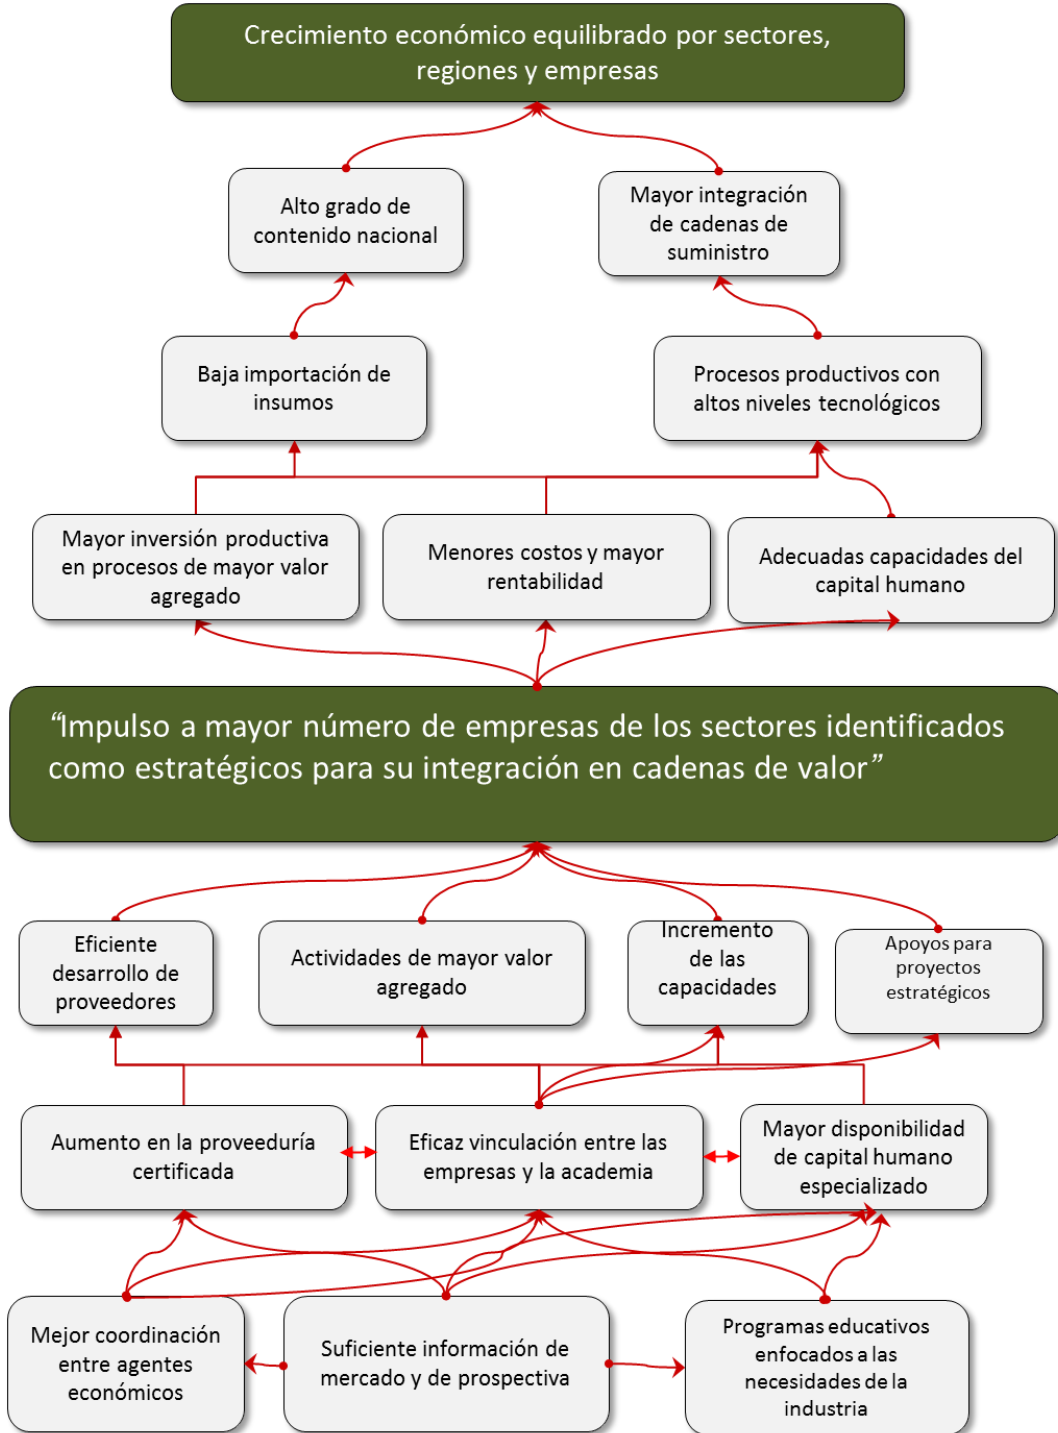 Crecimiento económico equilibrado por sectores,
regiones y empresas
Alto grado de
contenido nacional
Mayor integración
de cadenas de
suministro
Baja importación de
insumos
Procesos productivos con
altos niveles tecnológicos
Mayor inversión productiva
en procesos de mayor valor
agregado
Menores costos y mayor
rentabilidad
Adecuadas capacidades del
capital humano
“Impulso a mayor número de empresas de los sectores identificados
como estratégicos para su integración en cadenas de valor”
Eficiente
desarrollo de
proveedores
Actividades de mayor valor
agregado
Incremento
de las
capacidades
Apoyos para
proyectos
estratégicos
Aumento en la proveeduría
certificada
Eficaz vinculación entre las
empresas y la academia
Mayor disponibilidad
de capital humano
especializado
Mejor coordinación
entre agentes
económicos
Suficiente información de
mercado y de prospectiva
Programas educativos
enfocados a las
necesidades de la
industria